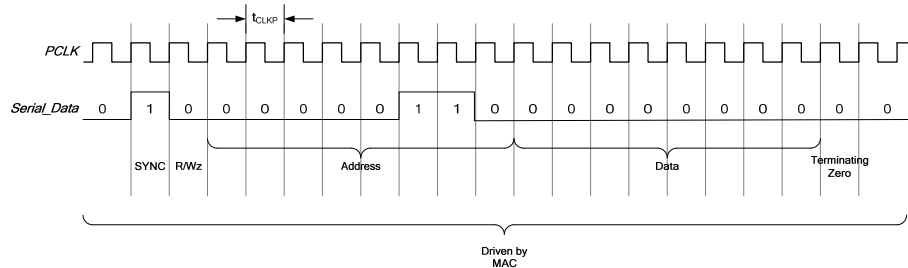 tCLKP
PCLK
Serial_Data 0 1 0 0 0 0 0 0 1 1 0 0 0 0 0 0 0 0 0 0 0
SYNC R/Wz Address Data Terminating
Zero
Driven by
MAC